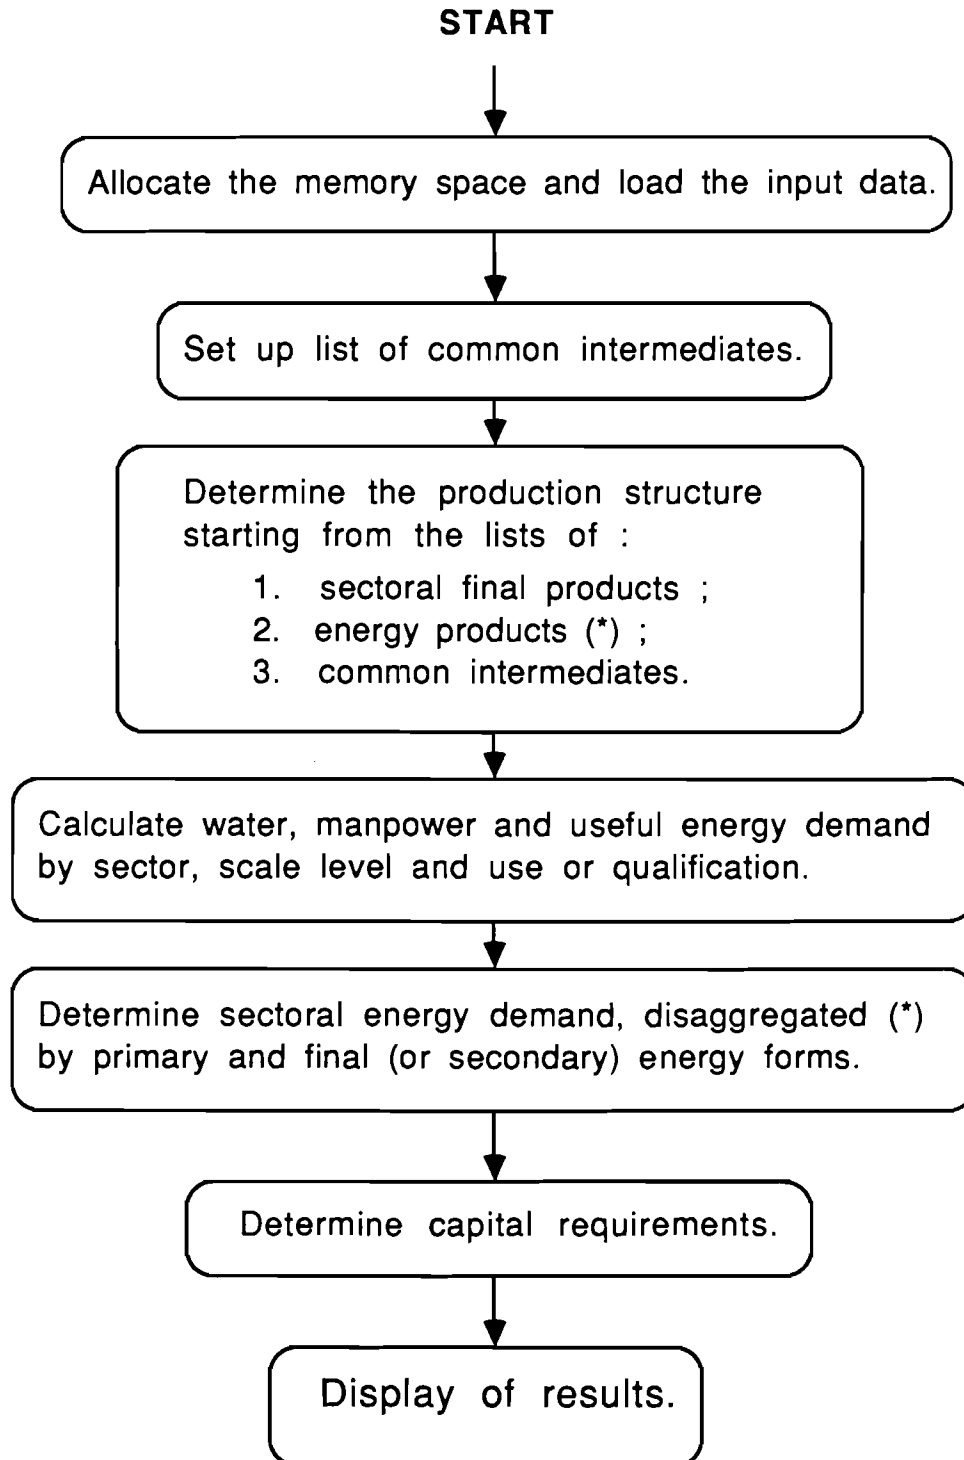 START
Allocate the memory space and load the input data.
Set up list of common intermediates.
Determine the production structure
starting from the lists of :
1. sectoral final products ;
2. energy products (*) ;
3. common intermediates.
Calculate water, manpower and useful energy demand
by sector, scale level and use or qualification.
Determine sectoral energy demand, disaggregated (*)
by primary and final (or secondary) energy forms.
Determine capital requirements.
Display of results.